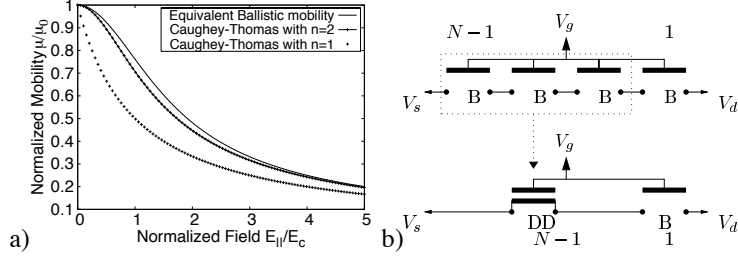 Equivalent Ballistic mobility
Caughey-Thomas with n=2
Caughey-Thomas with n=1
Normalized Mobility μ/μ0
1
0.9
0.8
0.7
0.6
0.5
0.4
0.3
0.2
0.1
0 1 2 3 4 5
Normalized Field E||/Ec
a)
N − 1 Vg 1
Vs B B B B Vd
Vg
Vs DD B Vd
N − 1 1
b)